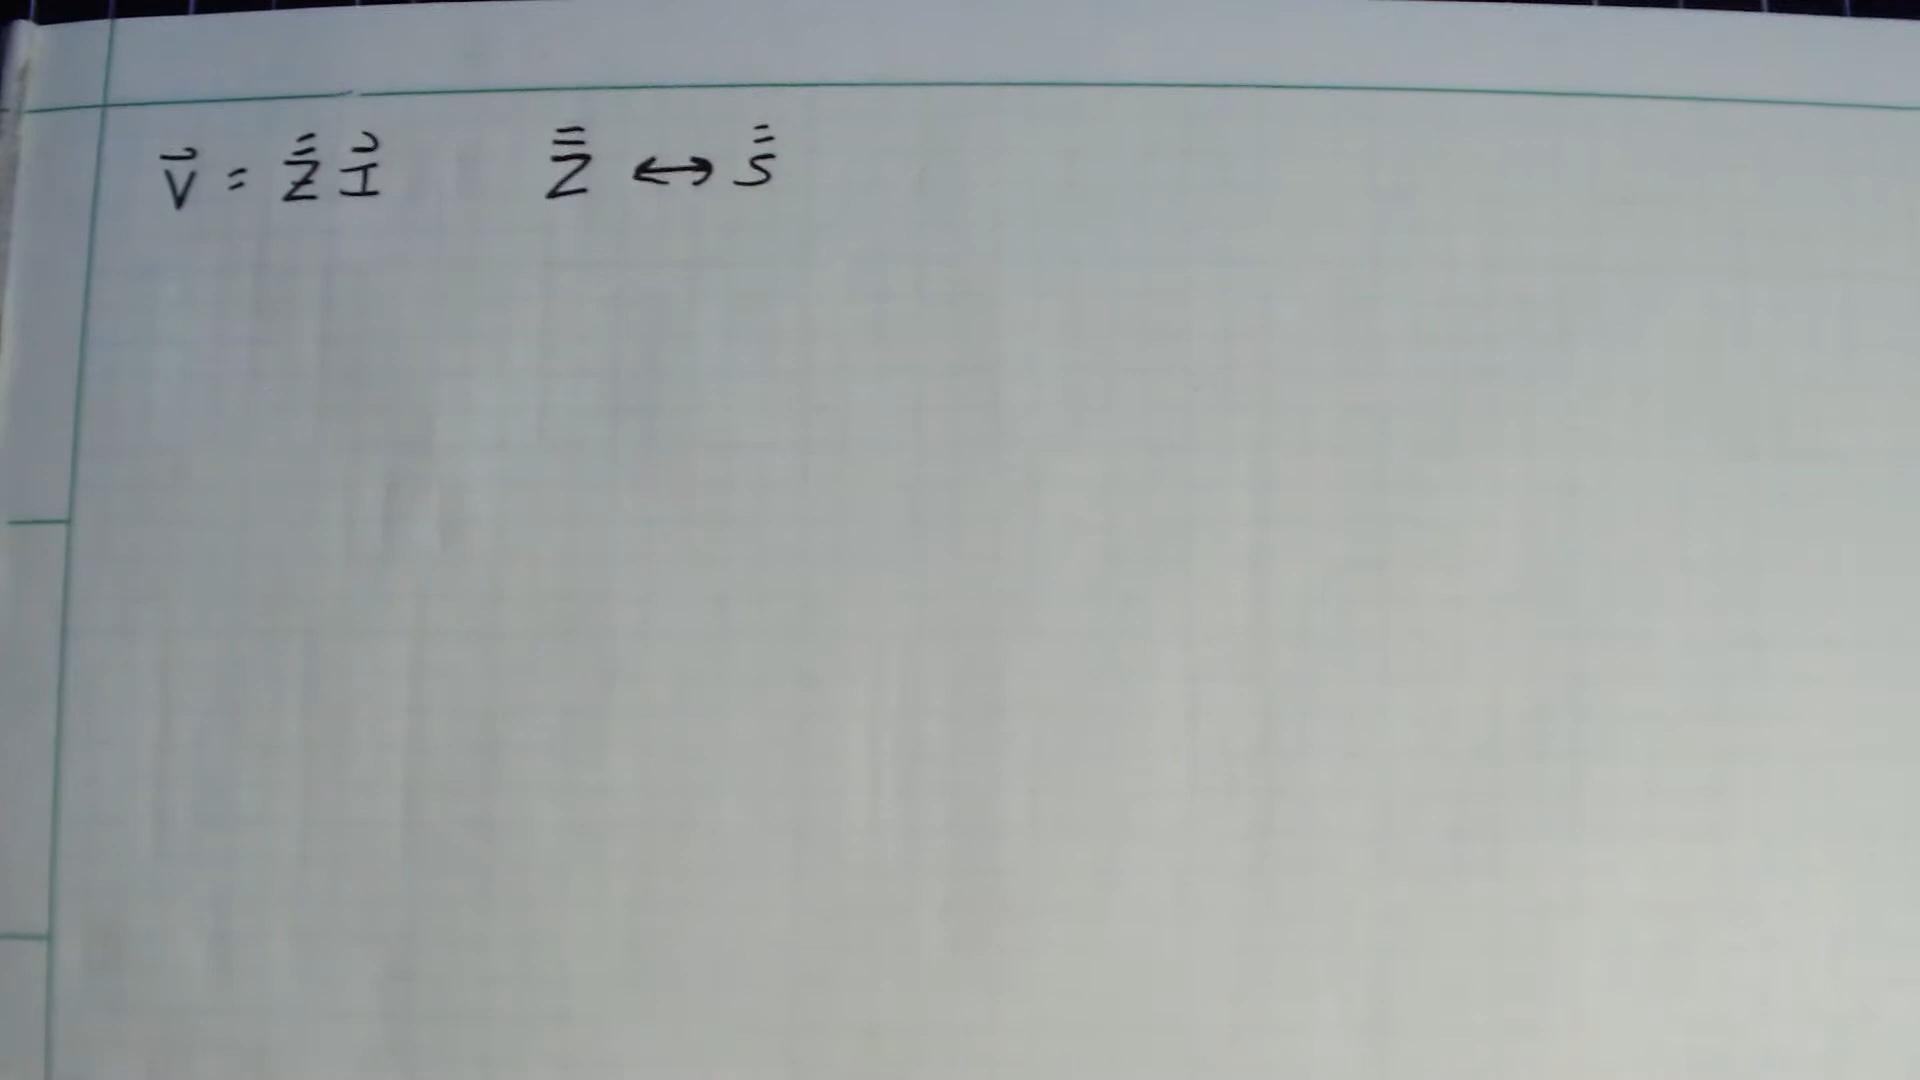 V⃗ = Z̿ I⃗    Z̿ ↔ S̿